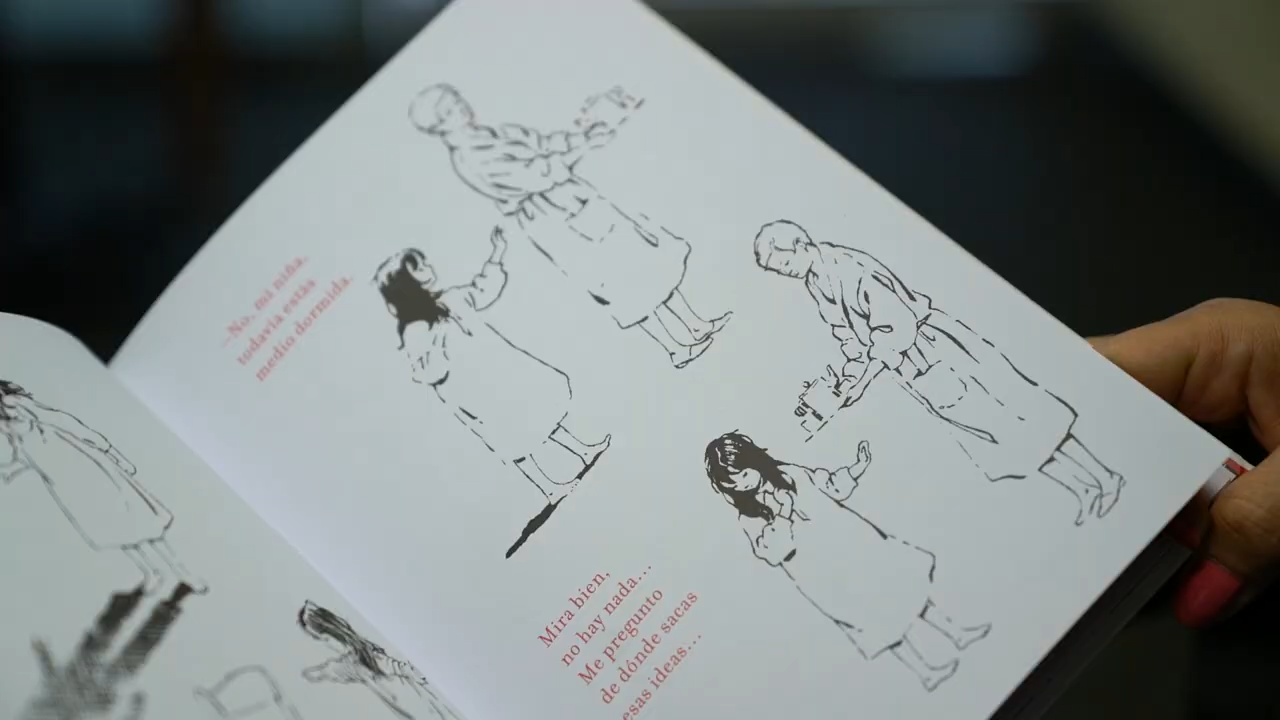 —No, mi niña,
todavía estás
medio dormida.
Mira bien,
no hay nada...
Me pregunto
de dónde sacas
esas ideas...